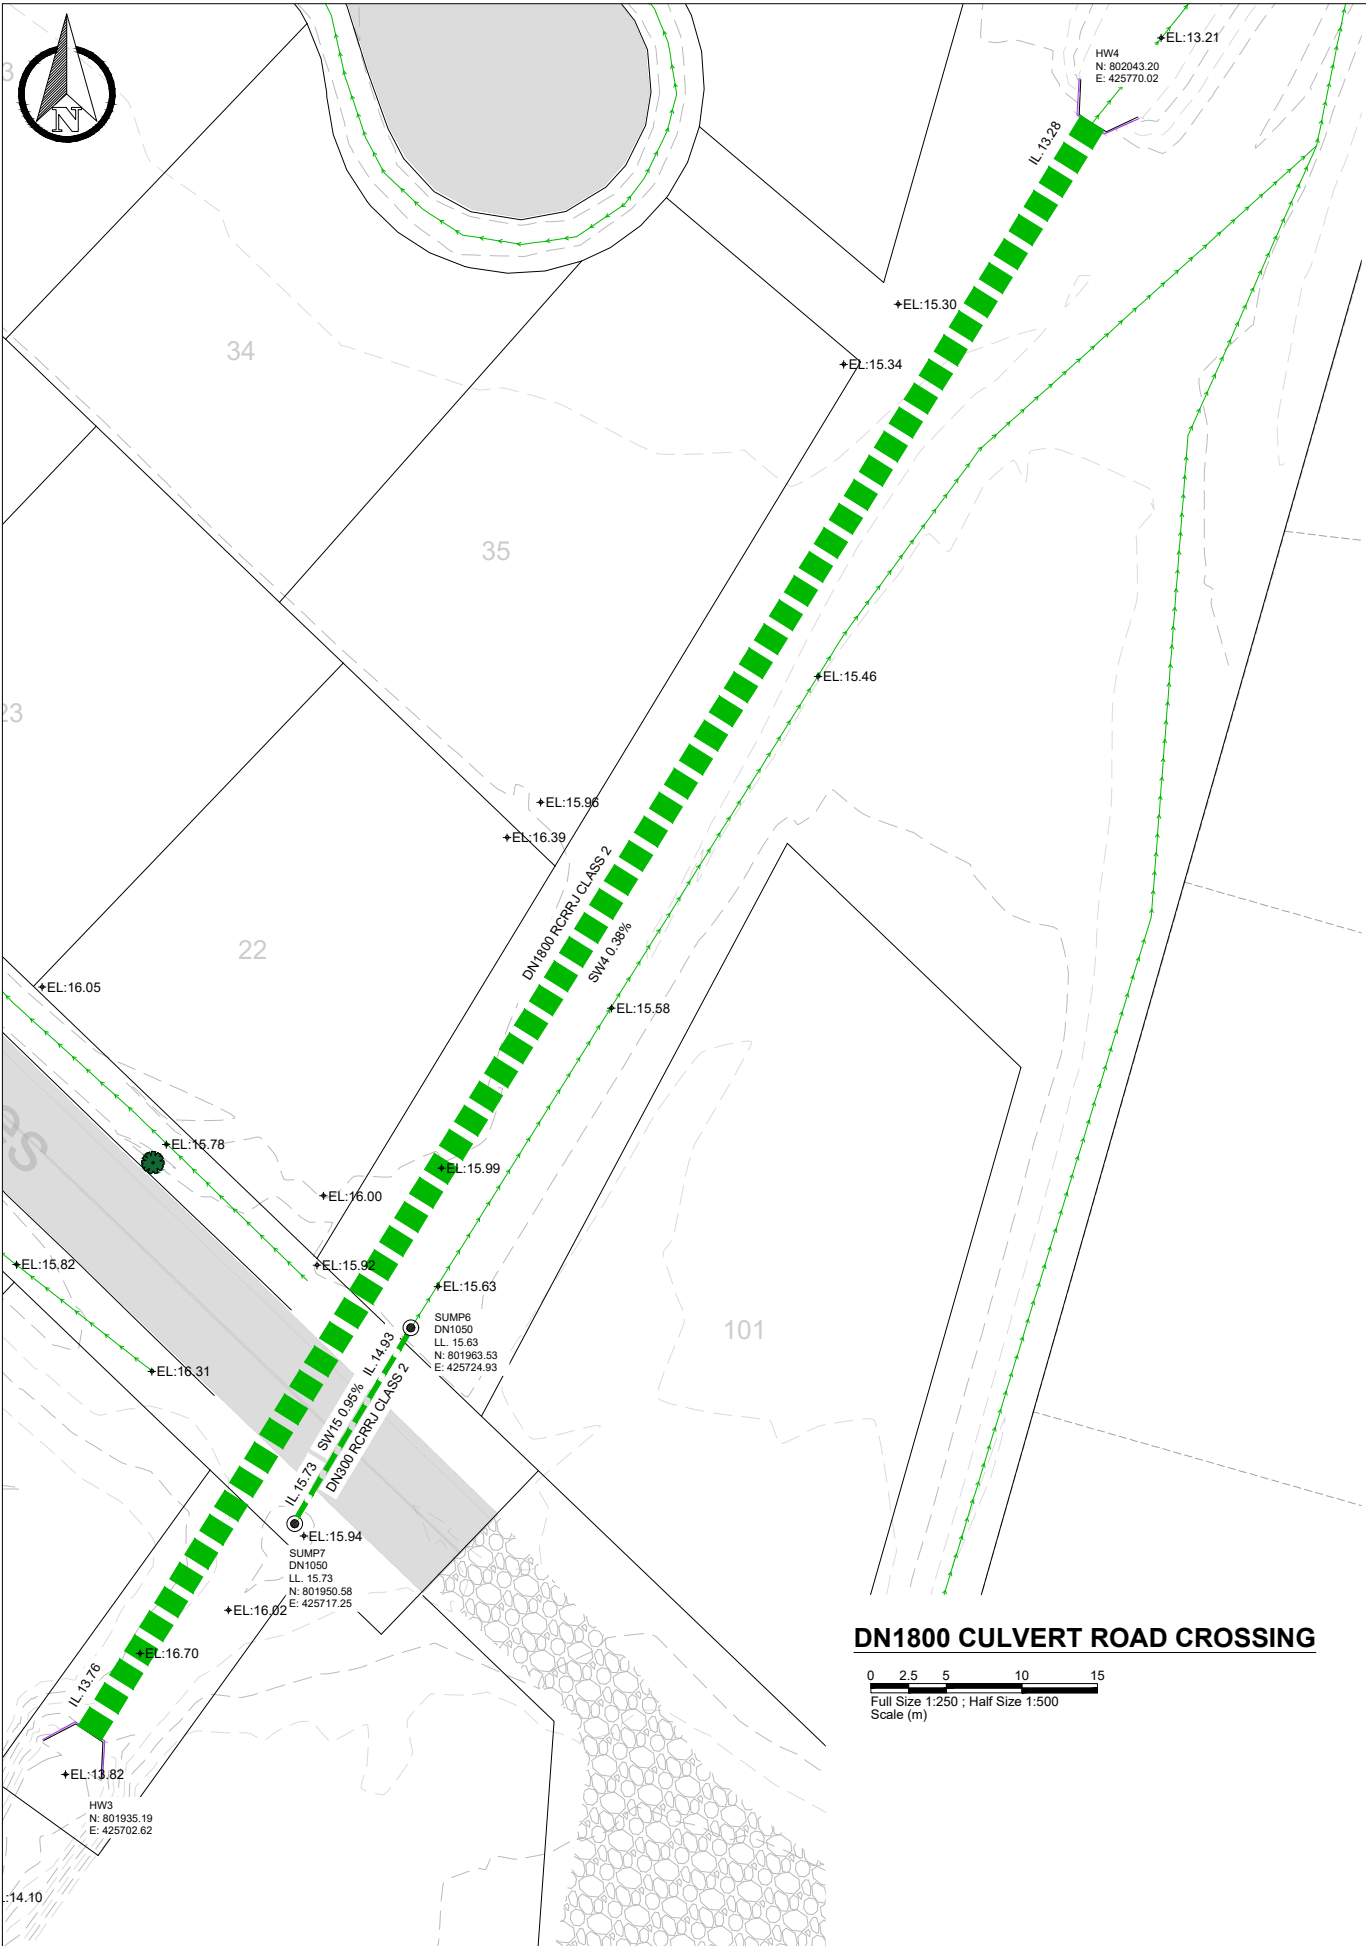 N
3
EL:13.21
HW4
N: 802043.20
E: 425770.02
IL.13.28
EL:15.30
34
EL:15.34
35
EL:15.46
23
EL:15.96
EL:16.39
DN1800 RCRRJ CLASS 2
SW4 0.38%
22
EL:16.05
EL:15.58
es
EL:15.78
EL:15.99
EL:16.00
EL:15.92
EL:15.82
EL:15.63
SUMP6
DN1050
LL. 15.63
N: 801963.53
E: 425724.93
101
EL:16.31
IL.15.73 SW15 0.95% IL.14.93
DN300 RCRRJ CLASS 2
EL:15.94
SUMP7
DN1050
LL. 15.73
N: 801950.58
E: 425717.25
EL:16.02
EL:16.70
IL.13.76
DN1800 CULVERT ROAD CROSSING
0 2.5 5 10 15
Full Size 1:250 ; Half Size 1:500
Scale (m)
EL:13.82
HW3
N: 801935.19
E: 425702.62
:14.10